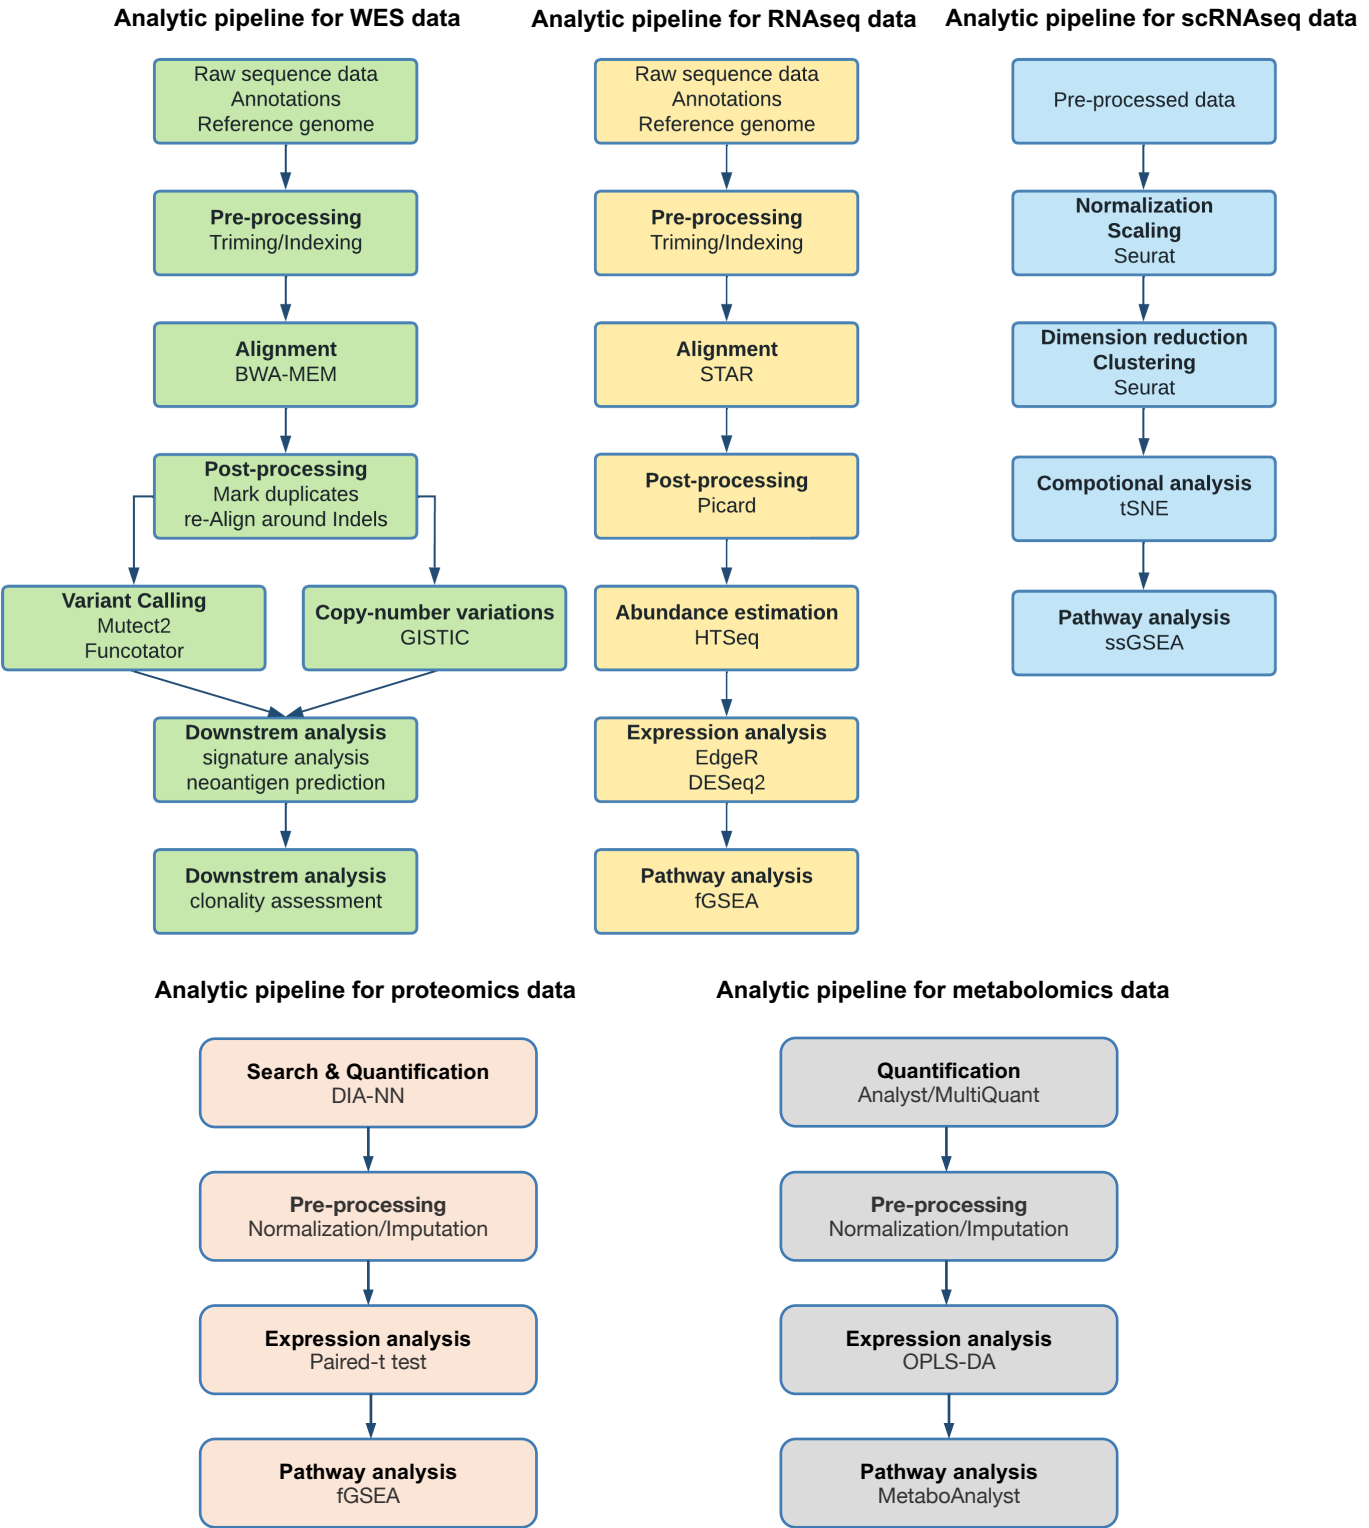 Analytic pipeline for WES data
Raw sequence data
Annotations
Reference genome
Pre-processing
Triming/Indexing
Alignment
BWA-MEM
Post-processing
Mark duplicates
re-Align around Indels
Variant Calling
Mutect2
Funcotator
Copy-number variations
GISTIC
Downstrem analysis
signature analysis
neoantigen prediction
Downstrem analysis
clonality assessment
Analytic pipeline for RNAseq data
Raw sequence data
Annotations
Reference genome
Pre-processing
Triming/Indexing
Alignment
STAR
Post-processing
Picard
Abundance estimation
HTSeq
Expression analysis
EdgeR
DESeq2
Pathway analysis
fGSEA
Analytic pipeline for scRNAseq data
Pre-processed data
Normalization
Scaling
Seurat
Dimension reduction
Clustering
Seurat
Compotional analysis
tSNE
Pathway analysis
ssGSEA
Analytic pipeline for proteomics data
Search & Quantification
DIA-NN
Pre-processing
Normalization/Imputation
Expression analysis
Paired-t test
Pathway analysis
fGSEA
Analytic pipeline for metabolomics data
Quantification
Analyst/MultiQuant
Pre-processing
Normalization/Imputation
Expression analysis
OPLS-DA
Pathway analysis
MetaboAnalyst